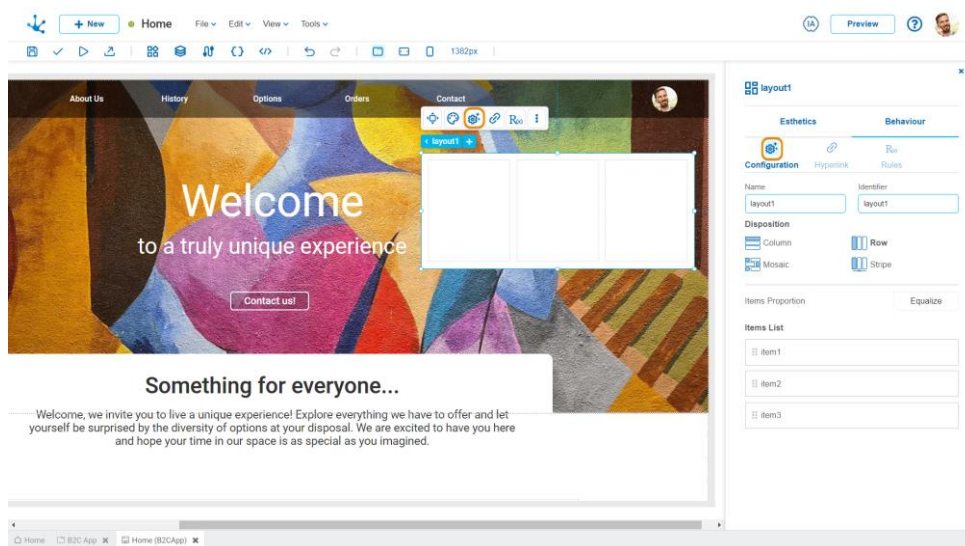 + New
Home
File
Edit
View
Tools
IA
Preview
?
1382px
About Us
History
Options
Orders
Contact
layout1 +
Welcome
to a truly unique experience
Contact us!
Something for everyone...
Welcome, we invite you to live a unique experience! Explore everything we have to offer and let
yourself be surprised by the diversity of options at your disposal. We are excited to have you here
and hope your time in our space is as special as you imagined.
layout1
Esthetics
Behaviour
Configuration
Hyperlink
Rules
Name
Identifier
layout1
layout1
Disposition
Column
Row
Mosaic
Stripe
Items Proportion
Equalize
Items List
item1
item2
item3
Home
B2C App
Home (B2CApp)